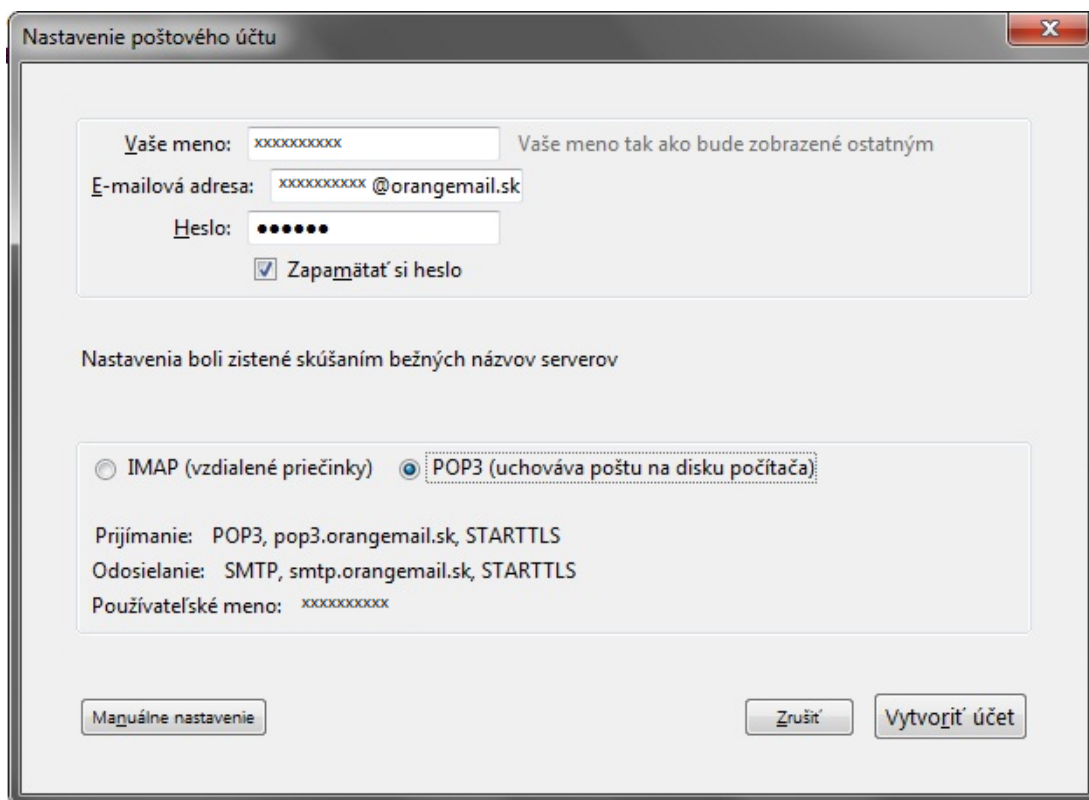 Nastavenie poštového účtu
Vaše meno: xxxxxxxxxx Vaše meno tak ako bude zobrazené ostatným
E-mailová adresa: xxxxxxxxxx @orangemail.sk
Heslo: ●●●●●●
Zapamätať si heslo
Nastavenia boli zistené skúšaním bežných názvov serverov
IMAP (vzdialené priečinky) POP3 (uchováva poštu na disku počítača)
Prijímanie: POP3, pop3.orangemail.sk, STARTTLS
Odosielanie: SMTP, smtp.orangemail.sk, STARTTLS
Používateľské meno: xxxxxxxxxx
Manuálne nastavenie Zrušiť Vytvoriť účet